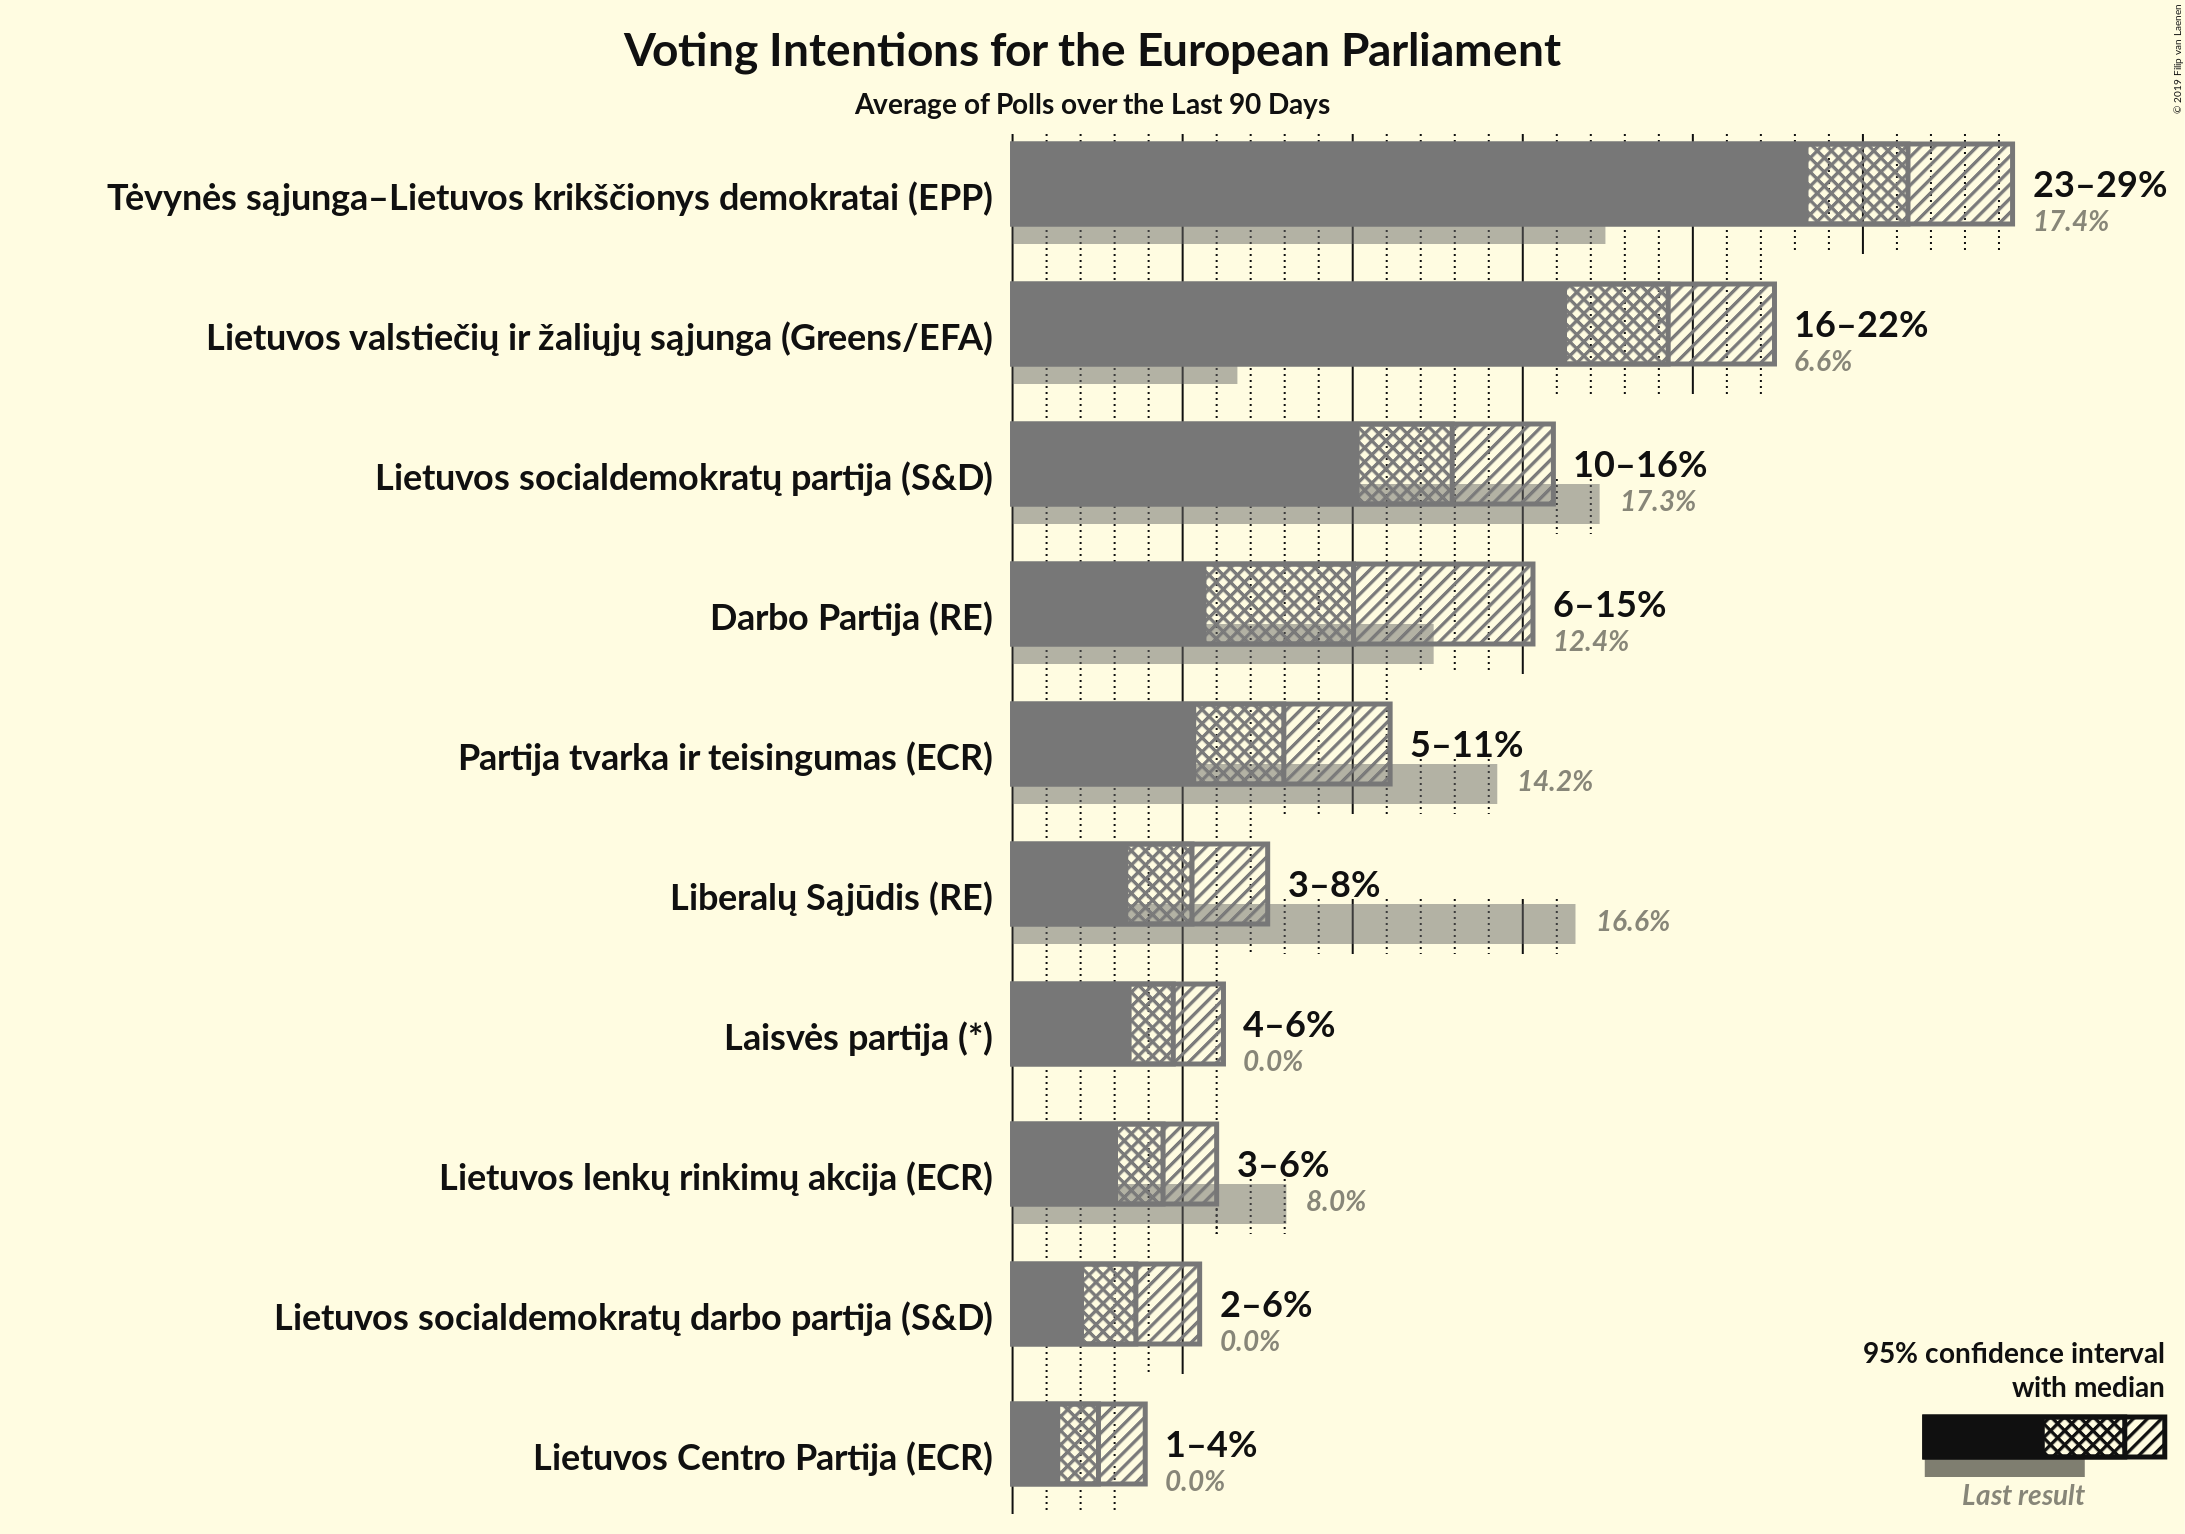 Voting Intentions for the European Parliament
Average of Polls over the Last 90 Days
© 2019 Filip van Laenen
Tėvynės sąjunga–Lietuvos krikščionys demokratai (EPP)
23–29%
17.4%
Lietuvos valstiečių ir žaliųjų sąjunga (Greens/EFA)
16–22%
6.6%
Lietuvos socialdemokratų partija (S&D)
10–16%
17.3%
Darbo Partija (RE)
6–15%
12.4%
Partija tvarka ir teisingumas (ECR)
5–11%
14.2%
Liberalų Sąjūdis (RE)
3–8%
16.6%
Laisvės partija (*)
4–6%
0.0%
Lietuvos lenkų rinkimų akcija (ECR)
3–6%
8.0%
Lietuvos socialdemokratų darbo partija (S&D)
2–6%
0.0%
Lietuvos Centro Partija (ECR)
1–4%
0.0%
95% confidence interval
with median
Last result